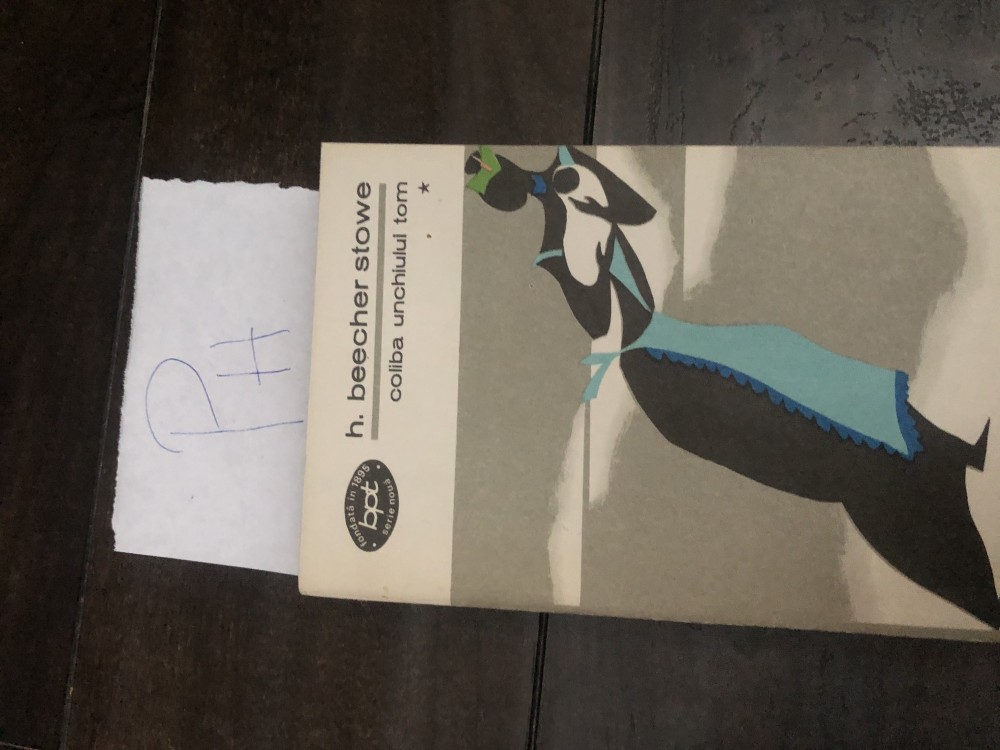 PH
h. beecher stowe
coliba unchiului tom
★
fondată în 1895
bpt
serie nouă